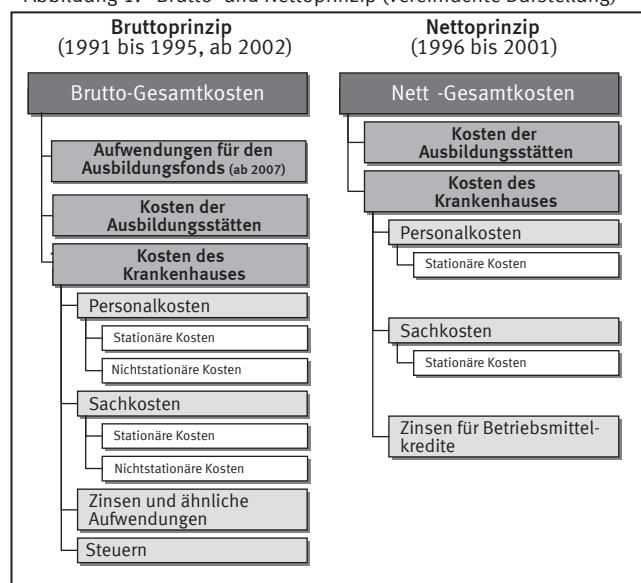 Abbildung 1: Brutto- und Nettoprinzip (vereinfachte Darstellung)
Bruttoprinzip
(1991 bis 1995, ab 2002)
Brutto-Gesamtkosten
Aufwendungen für den
Ausbildungsfonds (ab 2007)
Kosten der
Ausbildungsstätten
Kosten des
Krankenhauses
Personalkosten
Stationäre Kosten
Nichtstationäre Kosten
Sachkosten
Stationäre Kosten
Nichtstationäre Kosten
Zinsen und ähnliche
Aufwendungen
Steuern
Nettoprinzip
(1996 bis 2001)
Nett -Gesamtkosten
Kosten der
Ausbildungsstätten
Kosten des
Krankenhauses
Personalkosten
Stationäre Kosten
Sachkosten
Stationäre Kosten
Zinsen für Betriebsmittel-
kredite